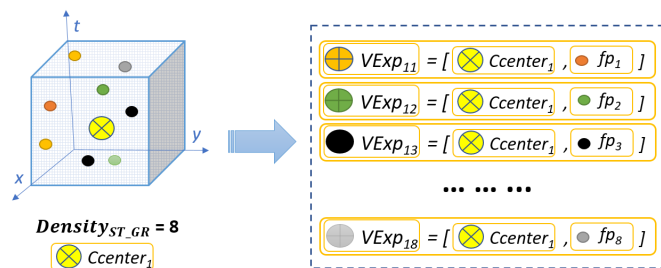 t
y
x
Density_ST_GR = 8
Ccenter₁
VExp₁₁ = [ Ccenter₁ , fp₁ ]
VExp₁₂ = [ Ccenter₁ , fp₂ ]
VExp₁₃ = [ Ccenter₁ , fp₃ ]
... ... ...
VExp₁₈ = [ Ccenter₁ , fp₈ ]